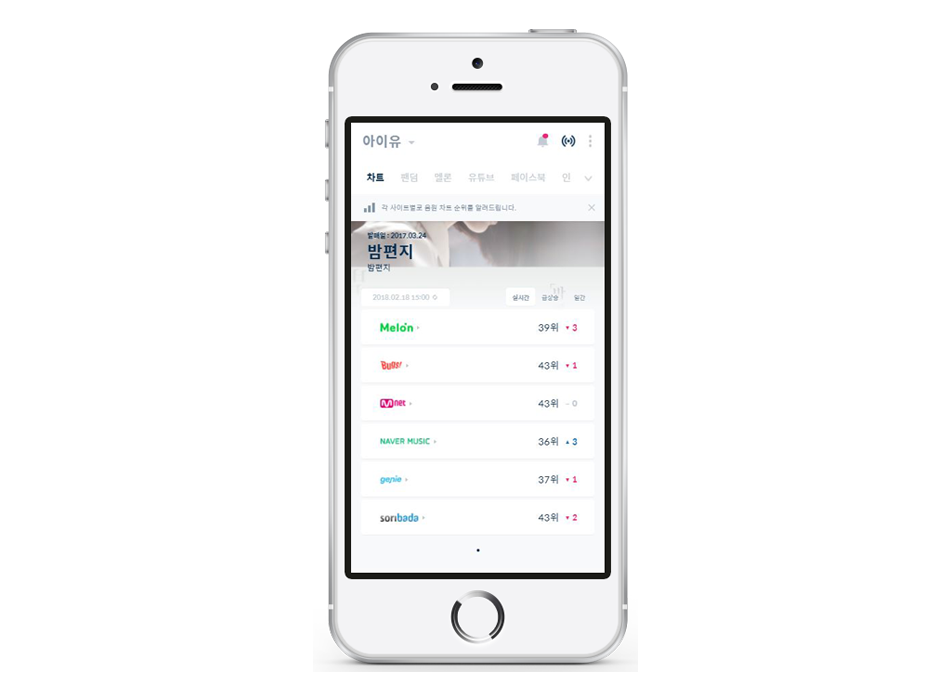 아이유
차트 팬덤 멜론 유튜브 페이스북 인
각 사이트별로 음원 차트 순위를 알려드립니다.
발매일 : 2017.03.24
밤편지
밤편지
2018.02.18 15:00
실시간 급상승 일간
Melon 39위 ▼ 3
Bugs! 43위 ▼ 1
Mnet 43위 - 0
NAVER MUSIC 36위 ▲ 3
genie 37위 ▼ 1
soribada 43위 ▼ 2